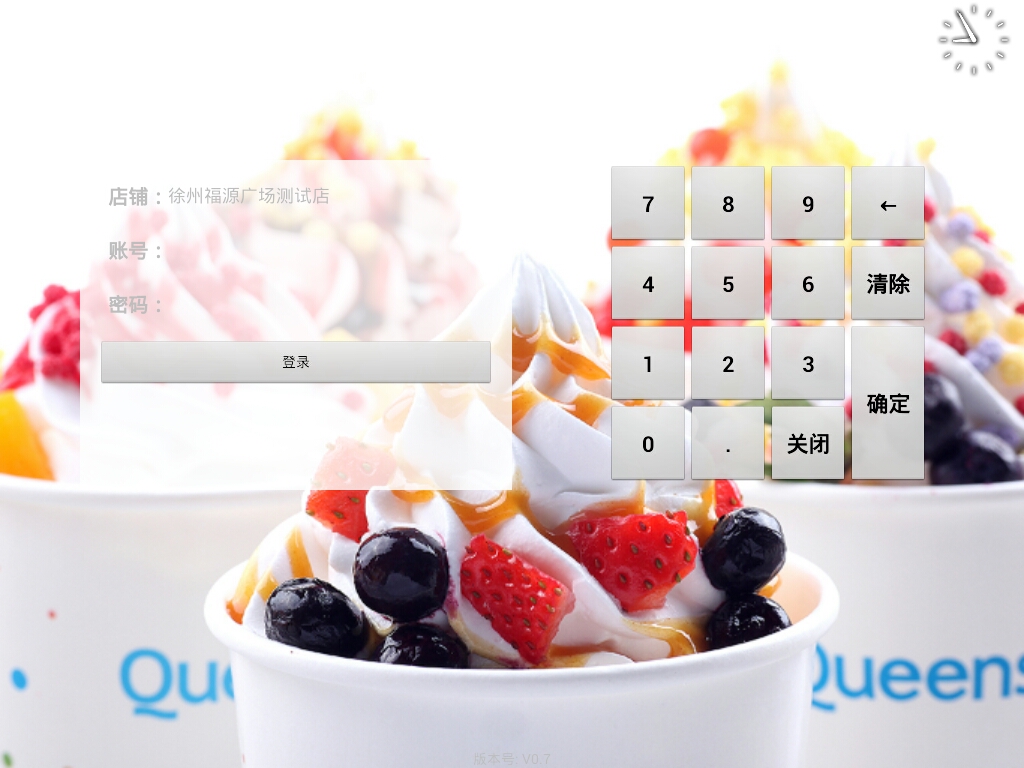 店铺：徐州福源广场测试店
账号：
密码：
登录
7 8 9 ←
4 5 6 清除
1 2 3
确定
0 . 关闭
Que
Queens
版本号: V0.7